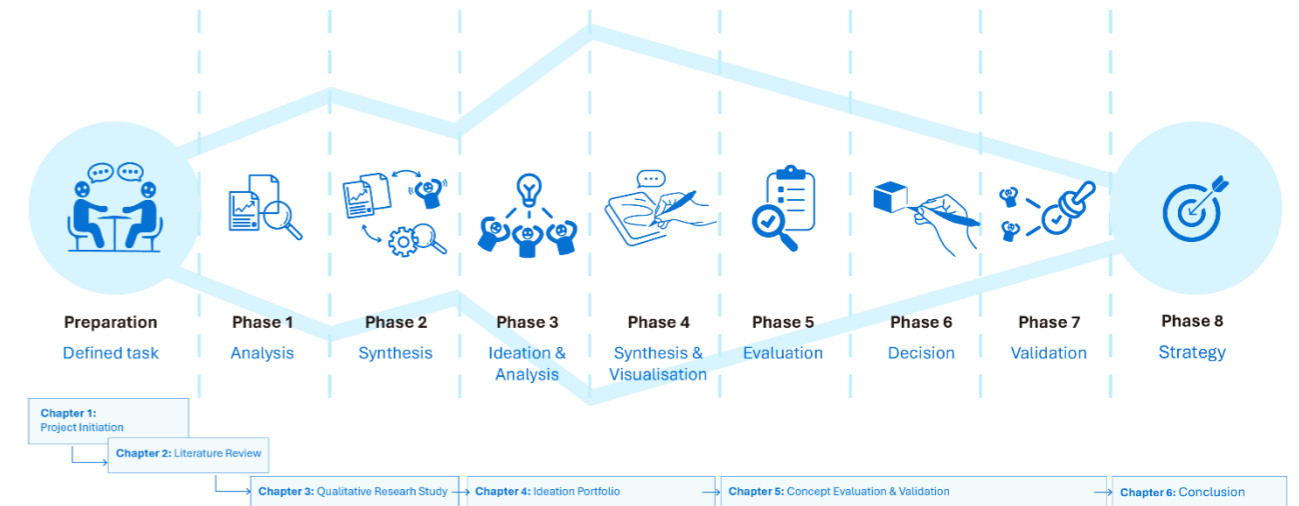 Preparation
Defined task
Phase 1
Analysis
Phase 2
Synthesis
Phase 3
Ideation &
Analysis
Phase 4
Synthesis &
Visualisation
Phase 5
Evaluation
Phase 6
Decision
Phase 7
Validation
Phase 8
Strategy
Chapter 1:
Project Initiation
Chapter 2: Literature Review
Chapter 3: Qualitative Researh Study
Chapter 4: Ideation Portfolio
Chapter 5: Concept Evaluation & Validation
Chapter 6: Conclusion